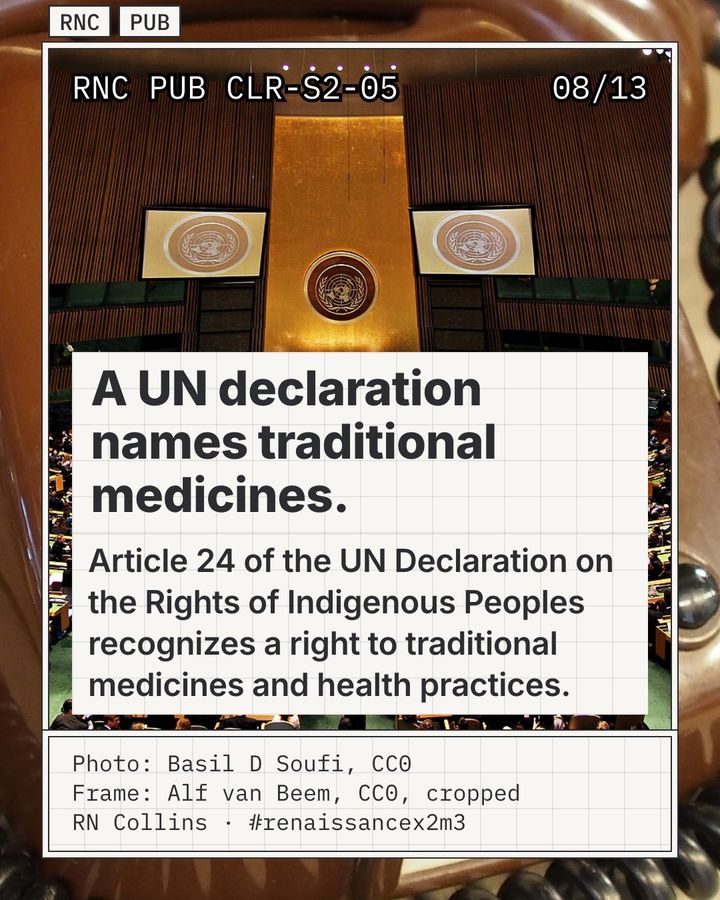 RNC PUB
RNC PUB CLR-S2-05 08/13
A UN declaration
names traditional
medicines.
Article 24 of the UN Declaration on
the Rights of Indigenous Peoples
recognizes a right to traditional
medicines and health practices.
Photo: Basil D Soufi, CC0
Frame: Alf van Beem, CC0, cropped
RN Collins · #renaissancex2m3